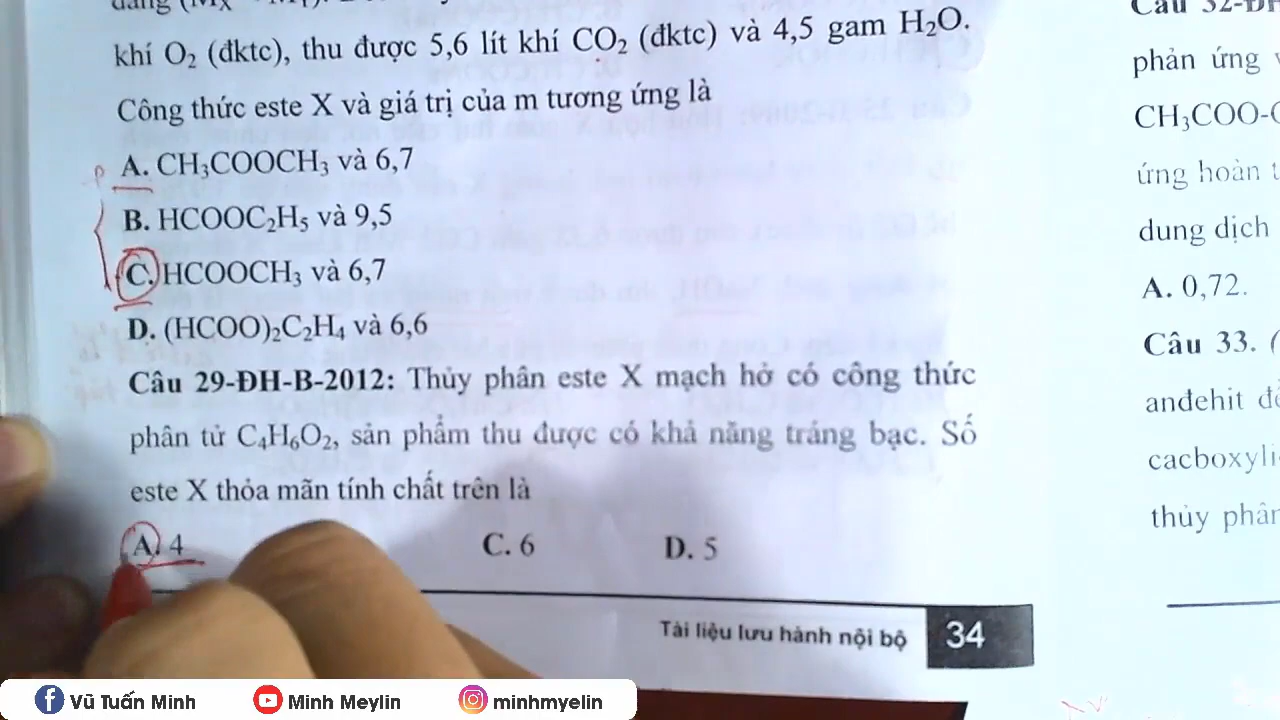 khí O₂ (đktc), thu được 5,6 lít khí CO₂ (đktc) và 4,5 gam H₂O.
Công thức este X và giá trị của m tương ứng là
A. CH₃COOCH₃ và 6,7
B. HCOOC₂H₅ và 9,5
C. HCOOCH₃ và 6,7
D. (HCOO)₂C₂H₄ và 6,6
Câu 29-ĐH-B-2012: Thủy phân este X mạch hở có công thức
phân tử C₄H₆O₂, sản phẩm thu được có khả năng tráng bạc. Số
este X thỏa mãn tính chất trên là
A. 4 C. 6 D. 5
Tài liệu lưu hành nội bộ 34
phản ứng
CH₃COO-
ứng hoàn
dung dịch
A. 0,72.
Câu 33. (
anđehit
cacboxyli
thủy phân
Vũ Tuấn Minh Minh Meylin minhmyelin